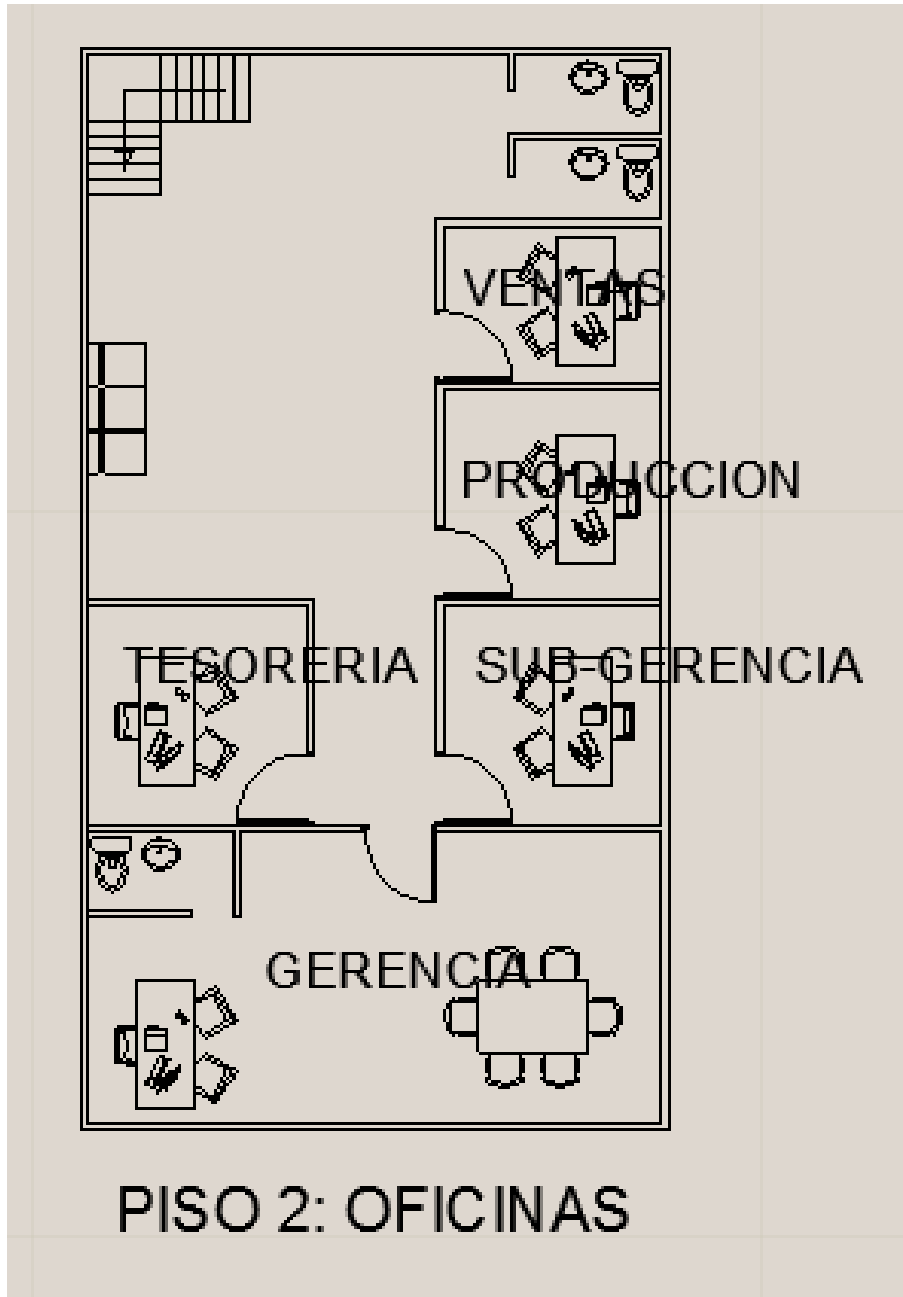 VENTAS
PRODUCCION
TESORERIA
SUB-GERENCIA
GERENCIA
PISO 2: OFICINAS